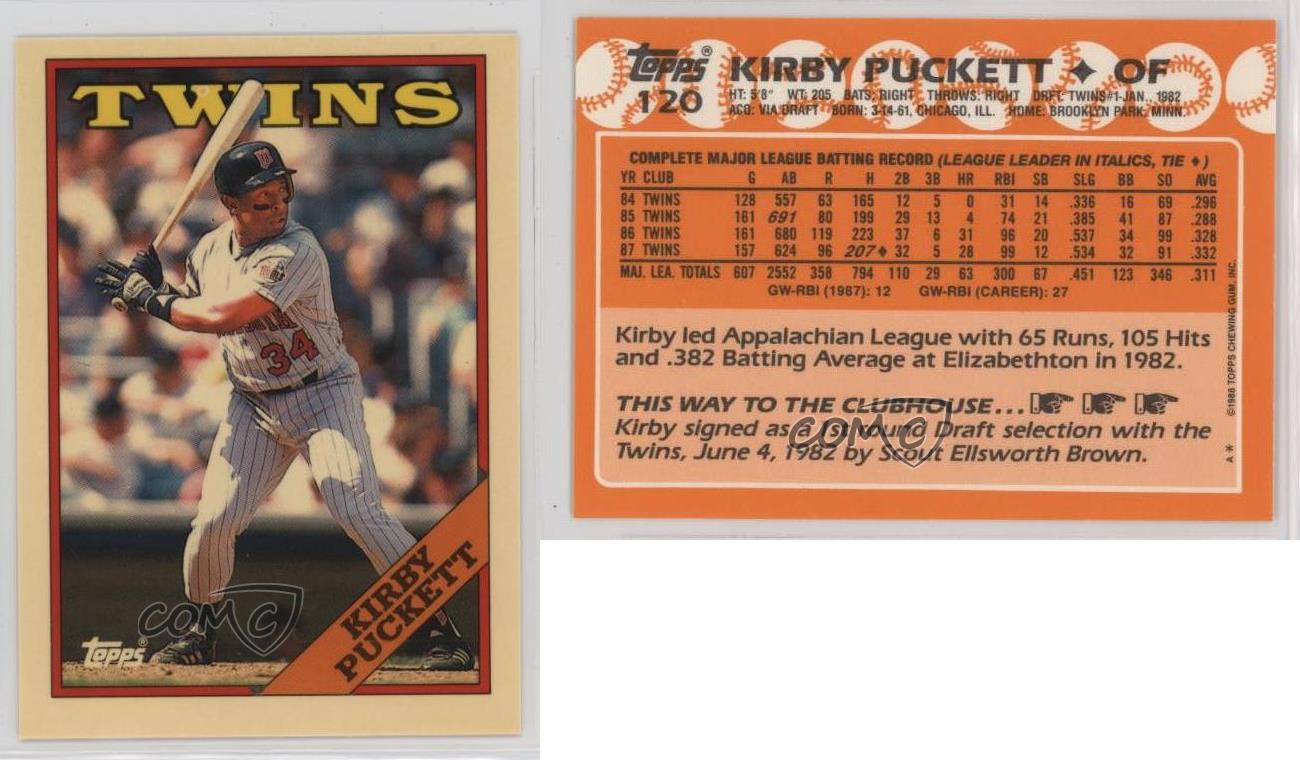 TWINS
MINNESOTA
34
KIRBY
PUCKETT
topps®
COMC
topps®
120
KIRBY PUCKETT ✦ OF
HT: 5'8" WT: 205 BATS: RIGHT THROWS: RIGHT DRFT: TWINS#1-JAN. 1982
ACQ: VIA DRAFT BORN: 3-14-61, CHICAGO, ILL. HOME: BROOKLYN PARK, MINN.
COMPLETE MAJOR LEAGUE BATTING RECORD (LEAGUE LEADER IN ITALICS, TIE ♦)
YR CLUB G AB R H 2B 3B HR RBI SB SLG BB SO AVG
84 TWINS 128 557 63 165 12 5 0 31 14 .336 16 69 .296
85 TWINS 161 691 80 199 29 13 4 74 21 .385 41 87 .288
86 TWINS 161 680 119 223 37 6 31 96 20 .537 34 99 .328
87 TWINS 157 624 96 207♦ 32 5 28 99 12 .534 32 91 .332
MAJ. LEA. TOTALS 607 2552 358 794 110 29 63 300 67 .451 123 346 .311
GW-RBI (1987): 12 GW-RBI (CAREER): 27
Kirby led Appalachian League with 65 Runs, 105 Hits
and .382 Batting Average at Elizabethton in 1982.
THIS WAY TO THE CLUBHOUSE...
Kirby signed as a 1st round Draft selection with the
Twins, June 4, 1982 by Scout Ellsworth Brown.
COMC
©1988 TOPPS CHEWING GUM, INC.
A *